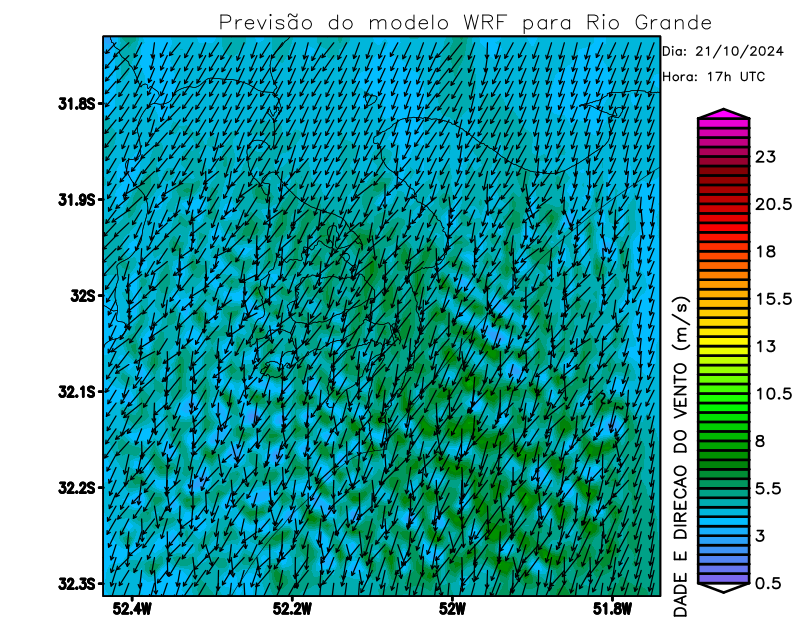 Previsão do modelo WRF para Rio Grande
Dia: 21/10/2024
Hora: 17h UTC
31.8S
31.9S
32S
32.1S
32.2S
32.3S
52.4W
52.2W
52W
51.8W
23
20.5
18
15.5
13
10.5
8
5.5
3
0.5
DADE E DIRECAO DO VENTO (m/s)